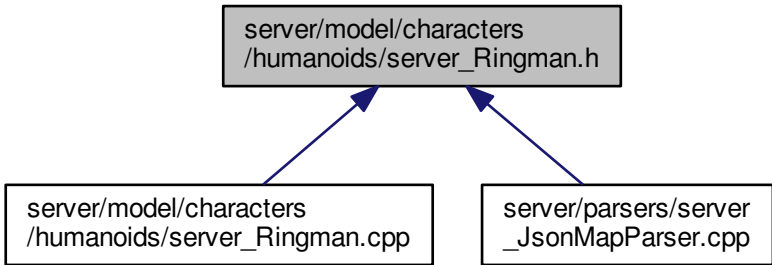 server/model/characters
/humanoids/server_Ringman.h
server/model/characters
/humanoids/server_Ringman.cpp
server/parsers/server
_JsonMapParser.cpp